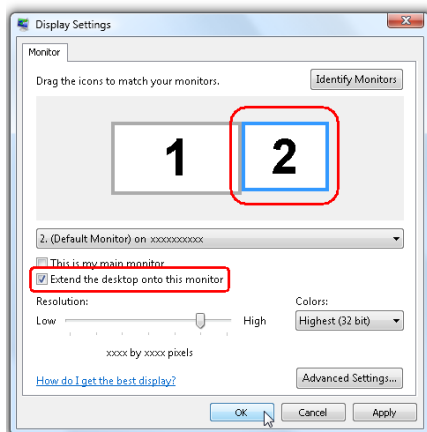 Display Settings
Monitor
Drag the icons to match your monitors.
Identify Monitors
1 2
2. (Default Monitor) on xxxxxxxxxx
This is my main monitor
Extend the desktop onto this monitor
Resolution: Colors:
Low High Highest (32 bit)
xxxx by xxxx pixels
How do I get the best display? Advanced Settings...
OK Cancel Apply